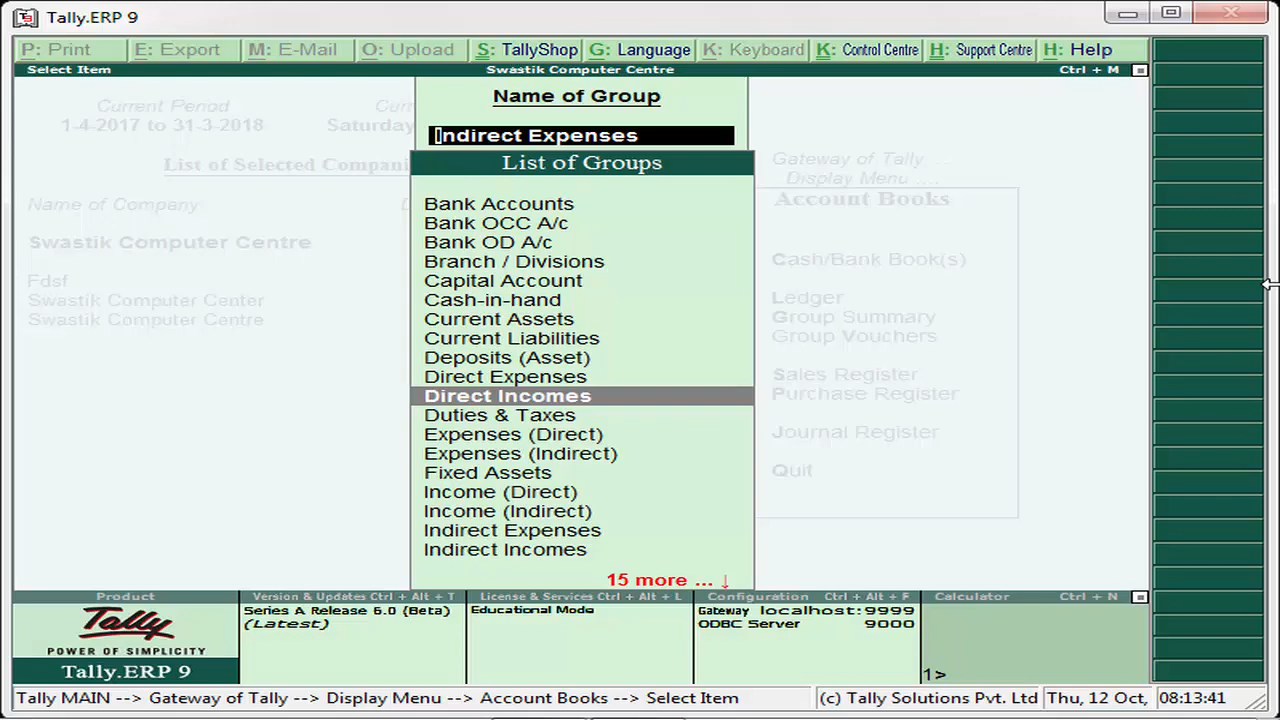 Tally.ERP 9
P: Print E: Export M: E-Mail O: Upload S: TallyShop G: Language K: Keyboard K: Control Centre H: Support Centre H: Help
Select Item Swastik Computer Centre Ctrl + M
Name of Group
Indirect Expenses
List of Groups
Bank Accounts
Bank OCC A/c
Bank OD A/c
Branch / Divisions
Capital Account
Cash-in-hand
Current Assets
Current Liabilities
Deposits (Asset)
Direct Expenses
Direct Incomes
Duties & Taxes
Expenses (Direct)
Expenses (Indirect)
Fixed Assets
Income (Direct)
Income (Indirect)
Indirect Expenses
Indirect Incomes
15 more ... ↓
Current Period
1-4-2017 to 31-3-2018 Saturday
List of Selected
Name of Company
Swastik Computer Centre
Fdsf
Swastik Computer Center
Swastik Computer Centre
Gateway of Tally ...
Display Menu ....
Account Books
Cash/Bank Book(s)
Ledger
Group Summary
Group Vouchers
Sales Register
Purchase Register
Journal Register
Quit
Product
Tally
POWER OF SIMPLICITY
Tally.ERP 9
Version & Updates Ctrl + Alt + T
Series A Release 6.0 (Beta)
(Latest)
License & Services Ctrl + Alt + L
Educational Mode
Configuration Ctrl + Alt + F
Gateway localhost:9999
ODBC Server 9000
Calculator Ctrl + N
1>
Tally MAIN --> Gateway of Tally --> Display Menu --> Account Books --> Select Item (c) Tally Solutions Pvt. Ltd Thu, 12 Oct, 08:13:41